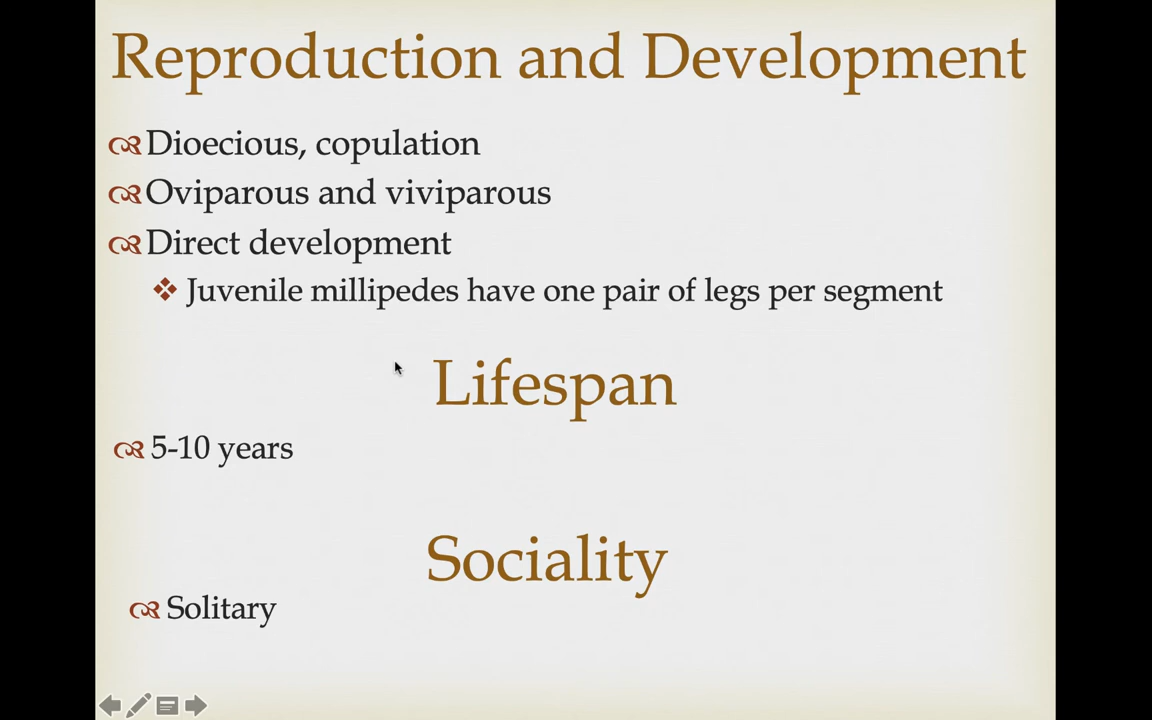 Reproduction and Development
Dioecious, copulation
Oviparous and viviparous
Direct development
Juvenile millipedes have one pair of legs per segment
Lifespan
5-10 years
Sociality
Solitary